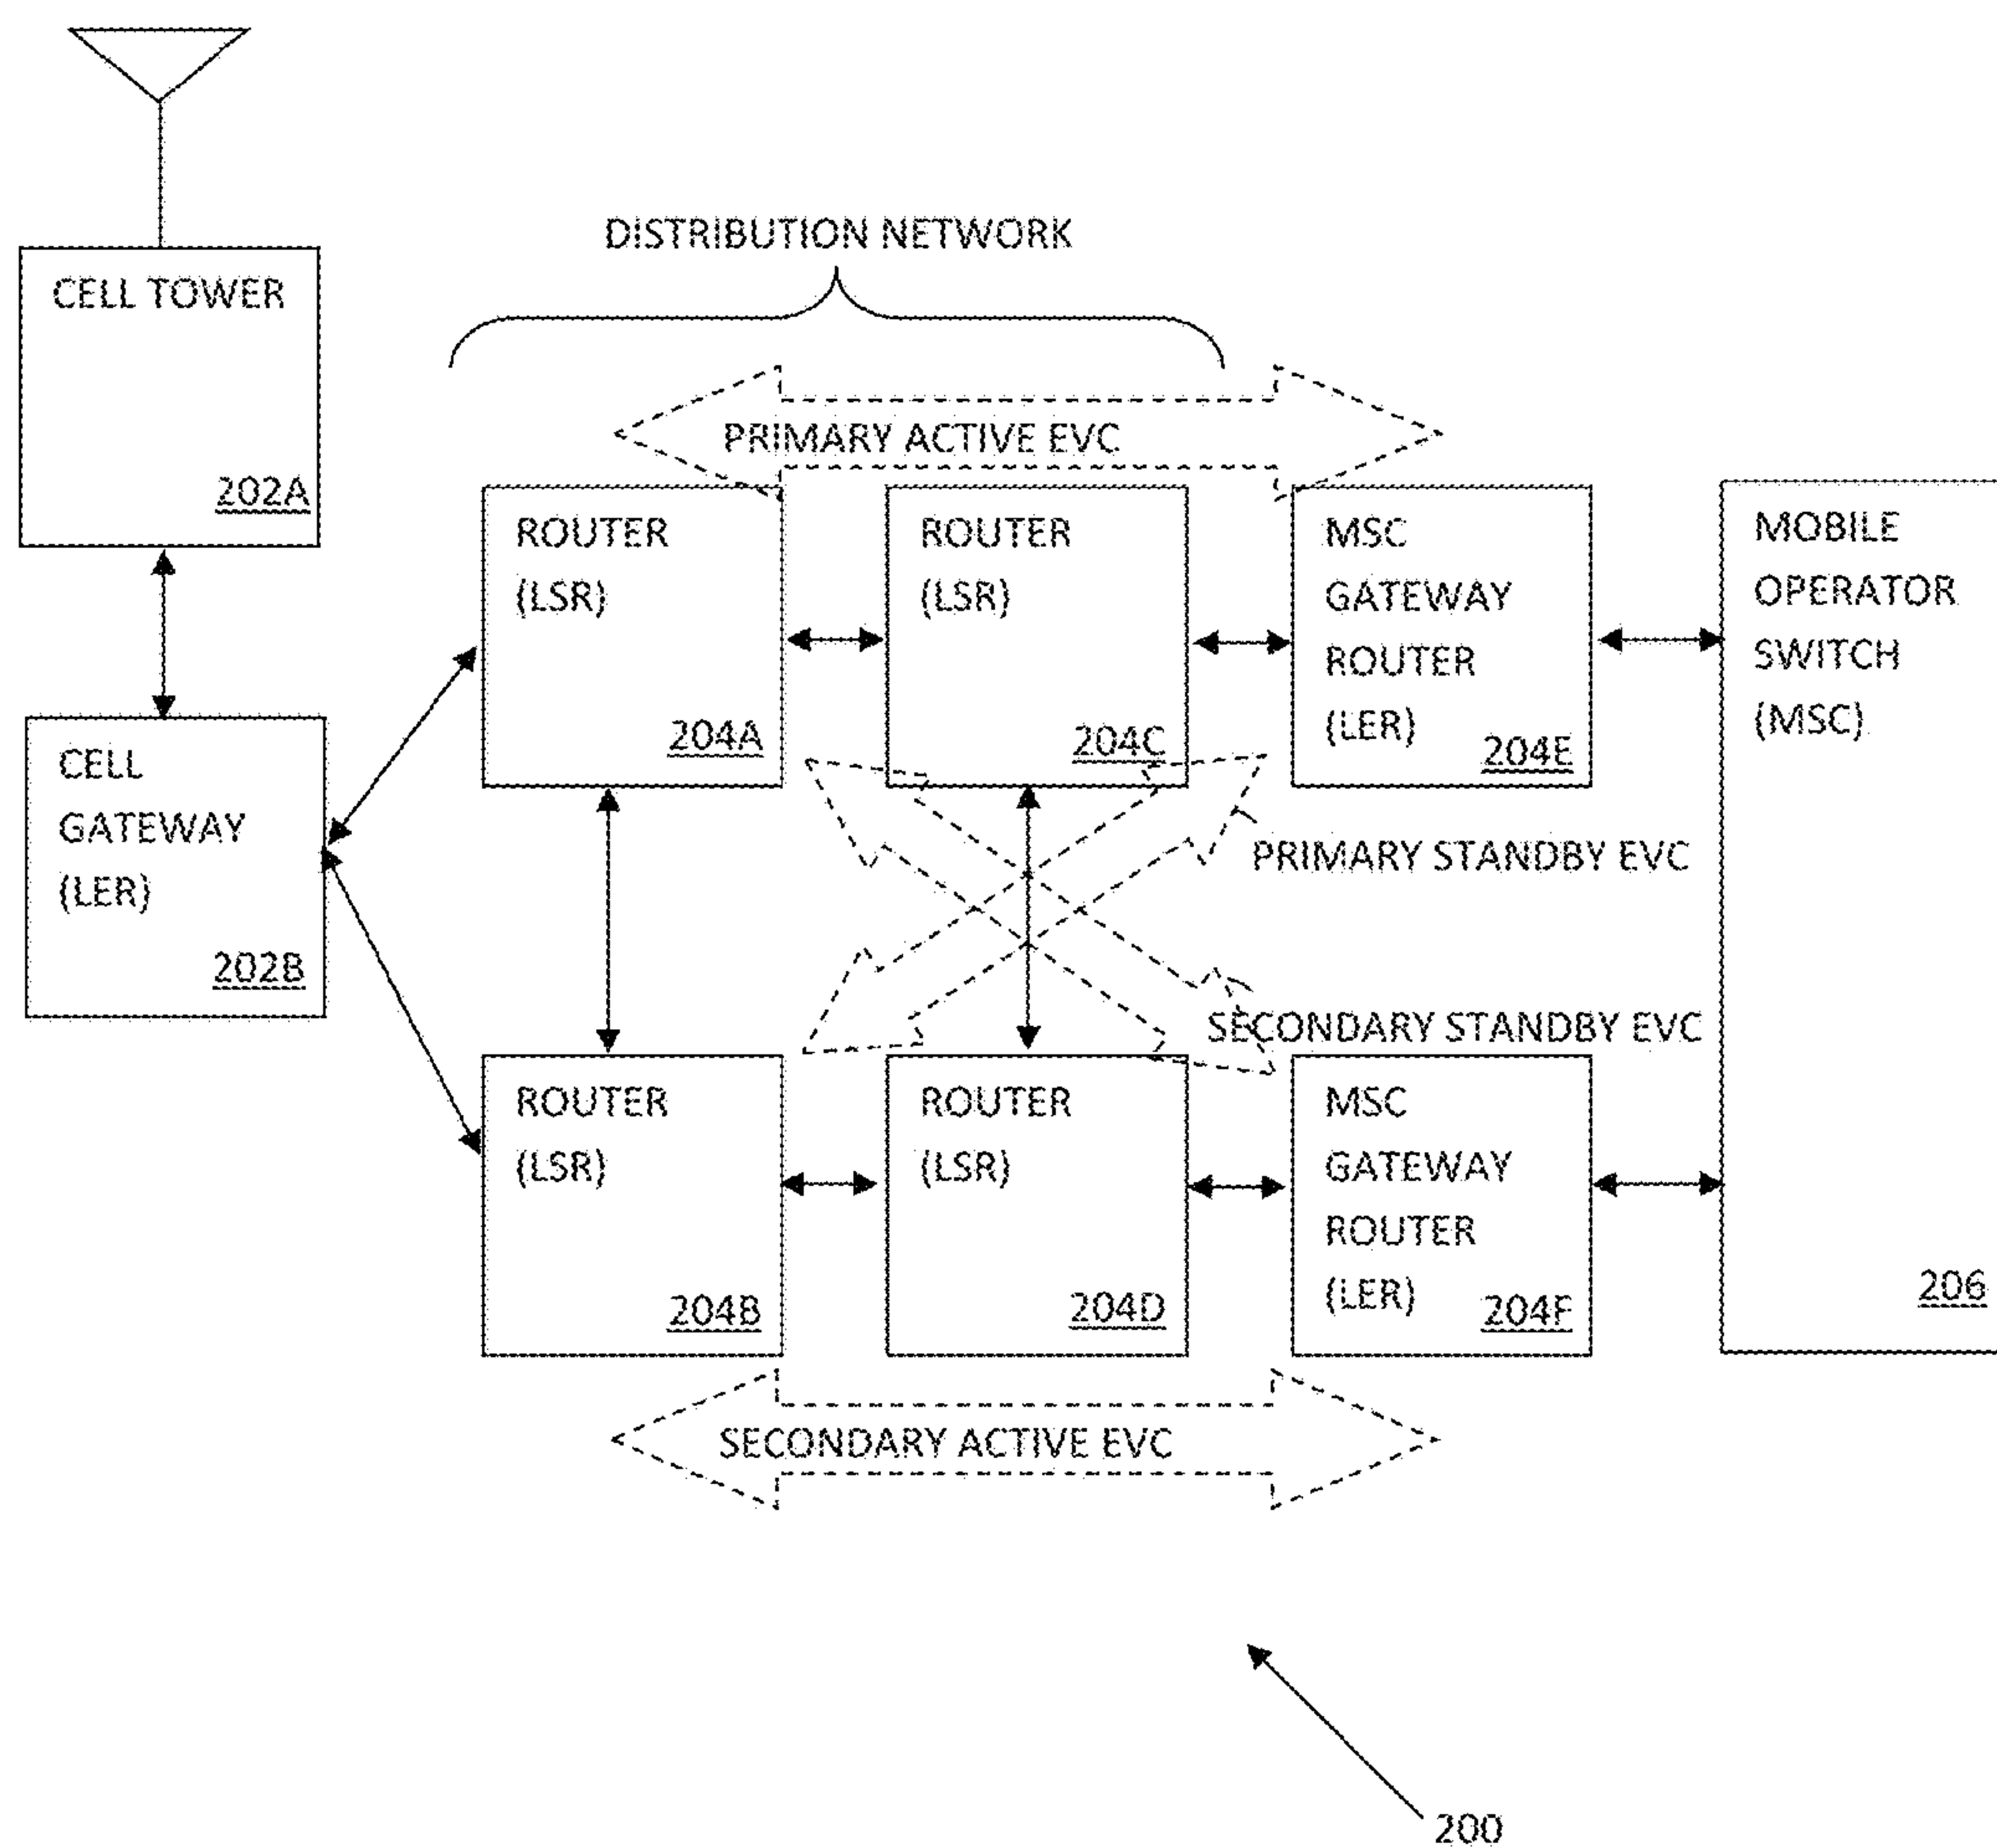 DISTRIBUTION NETWORK
CELL TOWER
202A
PRIMARY ACTIVE EVC
CELL
GATEWAY
(LER)
202B
ROUTER
(LSR)
204A
ROUTER
(LSR)
204C
MSC
GATEWAY
ROUTER
(LER)
204E
MOBILE
OPERATOR
SWITCH
(MSC)
206
PRIMARY STANDBY EVC
SECONDARY STANDBY EVC
ROUTER
(LSR)
204B
ROUTER
(LSR)
204D
MSC
GATEWAY
ROUTER
(LER)
204F
SECONDARY ACTIVE EVC
200